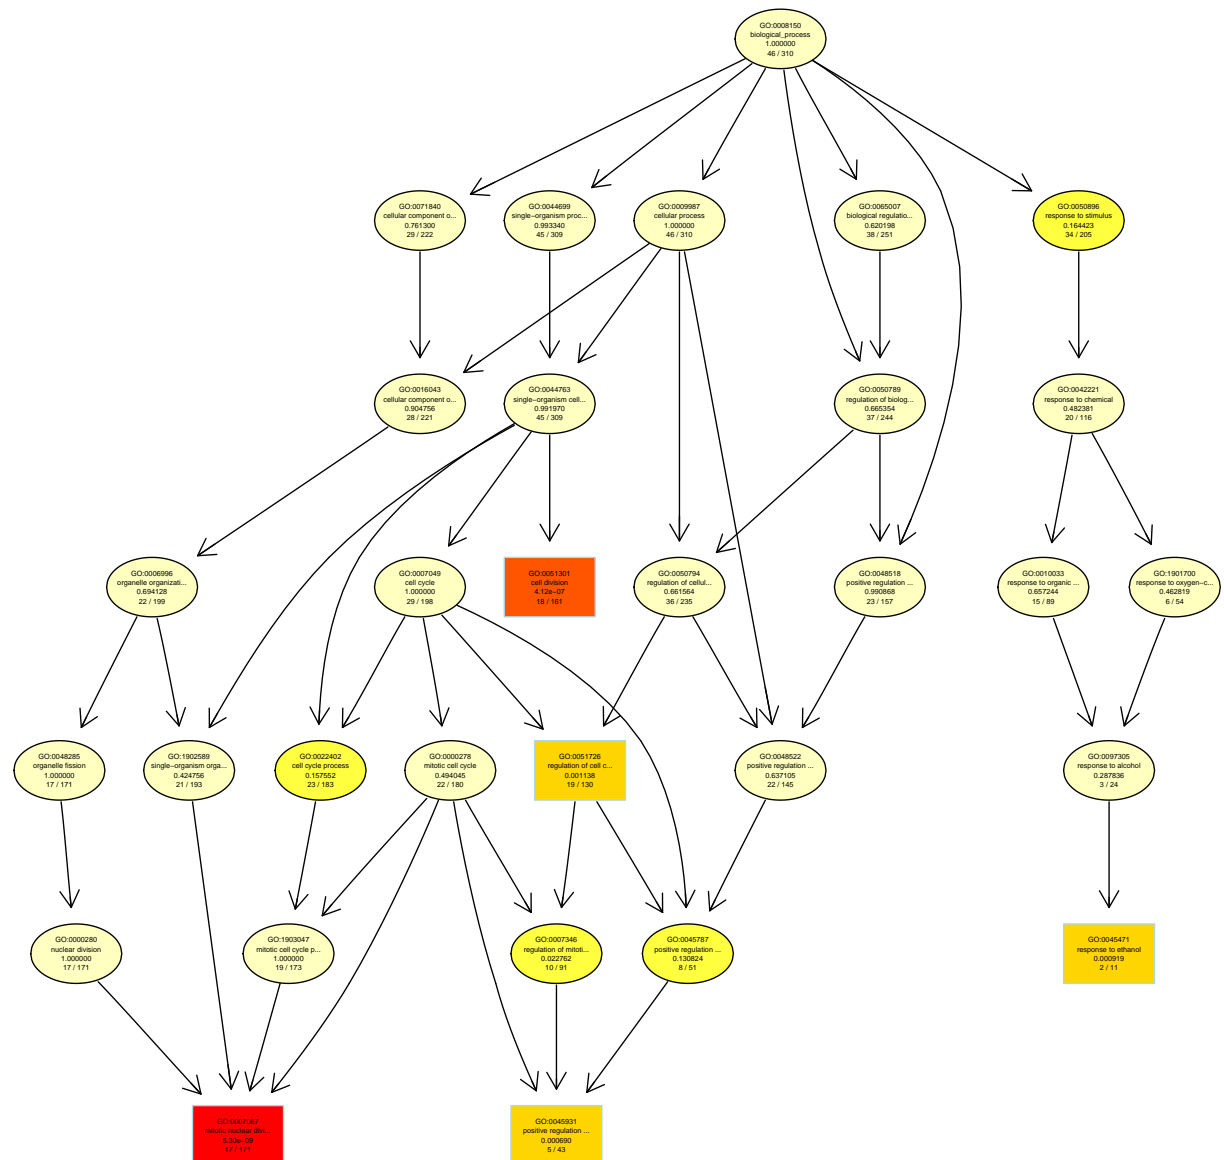 GO:0008150
biological_process
1.000000
46 / 310
GO:0071840
cellular component o...
0.761300
29 / 222
GO:0044699
single−organism proc...
0.993340
45 / 309
GO:0009987
cellular process
1.000000
46 / 310
GO:0065007
biological regulatio...
0.620198
38 / 251
GO:0050896
response to stimulus
0.164423
34 / 205
GO:0016043
cellular component o...
0.904756
28 / 221
GO:0044763
single−organism cell...
0.991970
45 / 309
GO:0050789
regulation of biolog...
0.665354
37 / 244
GO:0042221
response to chemical
0.482381
20 / 116
GO:0006996
organelle organizati...
0.694128
22 / 199
GO:0007049
cell cycle
1.000000
29 / 198
GO:0051301
cell division
4.12e−07
18 / 161
GO:0050794
regulation of cellul...
0.661564
36 / 235
GO:0048518
positive regulation ...
0.990868
23 / 157
GO:0010033
response to organic ...
0.657244
15 / 89
GO:1901700
response to oxygen−c...
0.462819
6 / 54
GO:0048285
organelle fission
1.000000
17 / 171
GO:1902589
single−organism orga...
0.424756
21 / 193
GO:0022402
cell cycle process
0.157552
23 / 183
GO:0000278
mitotic cell cycle
0.494045
22 / 180
GO:0051726
regulation of cell c...
0.001138
19 / 130
GO:0048522
positive regulation ...
0.637105
22 / 145
GO:0097305
response to alcohol
0.287836
3 / 24
GO:0000280
nuclear division
1.000000
17 / 171
GO:1903047
mitotic cell cycle p...
1.000000
19 / 173
GO:0007346
regulation of mitoti...
0.022762
10 / 91
GO:0045787
positive regulation ...
0.130824
8 / 51
GO:0045471
response to ethanol
0.000919
2 / 11
GO:0007067
mitotic nuclear divi...
17 / 171
GO:0045931
positive regulation ...
0.000690
5 / 43